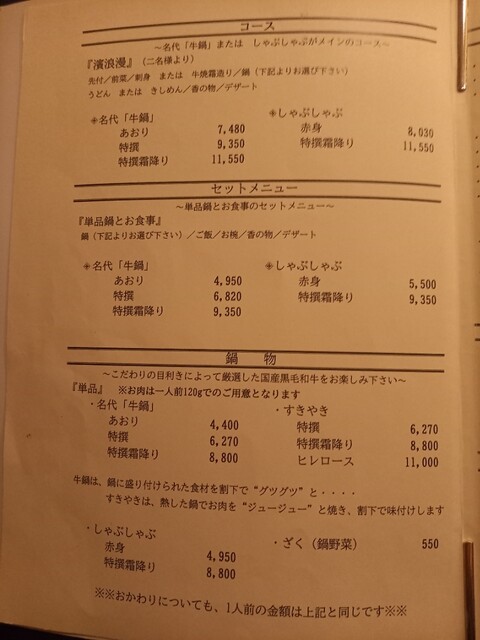 コース
～名代「牛鍋」または しゃぶしゃぶがメインのコース～
『濱浪漫』（二名様より）
先付／前菜／刺身 または 牛焼霜造り／鍋（下記よりお選び下さい）
うどん または きしめん／香の物／デザート
◈名代「牛鍋」
あおり 7,480
特撰 9,350
特撰霜降り 11,550
◈しゃぶしゃぶ
赤身 8,030
特撰霜降り 11,550
セットメニュー
～単品鍋とお食事のセットメニュー～
『単品鍋とお食事』
鍋（下記よりお選び下さい）／ご飯／お椀／香の物／デザート
◈名代「牛鍋」
あおり 4,950
特撰 6,820
特撰霜降り 9,350
◈しゃぶしゃぶ
赤身 5,500
特撰霜降り 9,350
鍋 物
～こだわりの目利きによって厳選した国産黒毛和牛をお楽しみ下さい～
『単品』 ※お肉は一人前120gでのご用意となります
・名代「牛鍋」
あおり 4,400
特撰 6,270
特撰霜降り 8,800
・すきやき
特撰 6,270
特撰霜降り 8,800
ヒレロース 11,000
牛鍋は、鍋に盛り付けられた食材を割下で“グツグツ”と・・・・
すきやきは、熱した鍋でお肉を“ジュージュー”と焼き、割下で味付けします
・しゃぶしゃぶ
赤身 4,950
特撰霜降り 8,800
・ざく（鍋野菜） 550
※※おかわりについても、1人前の金額は上記と同じです※※